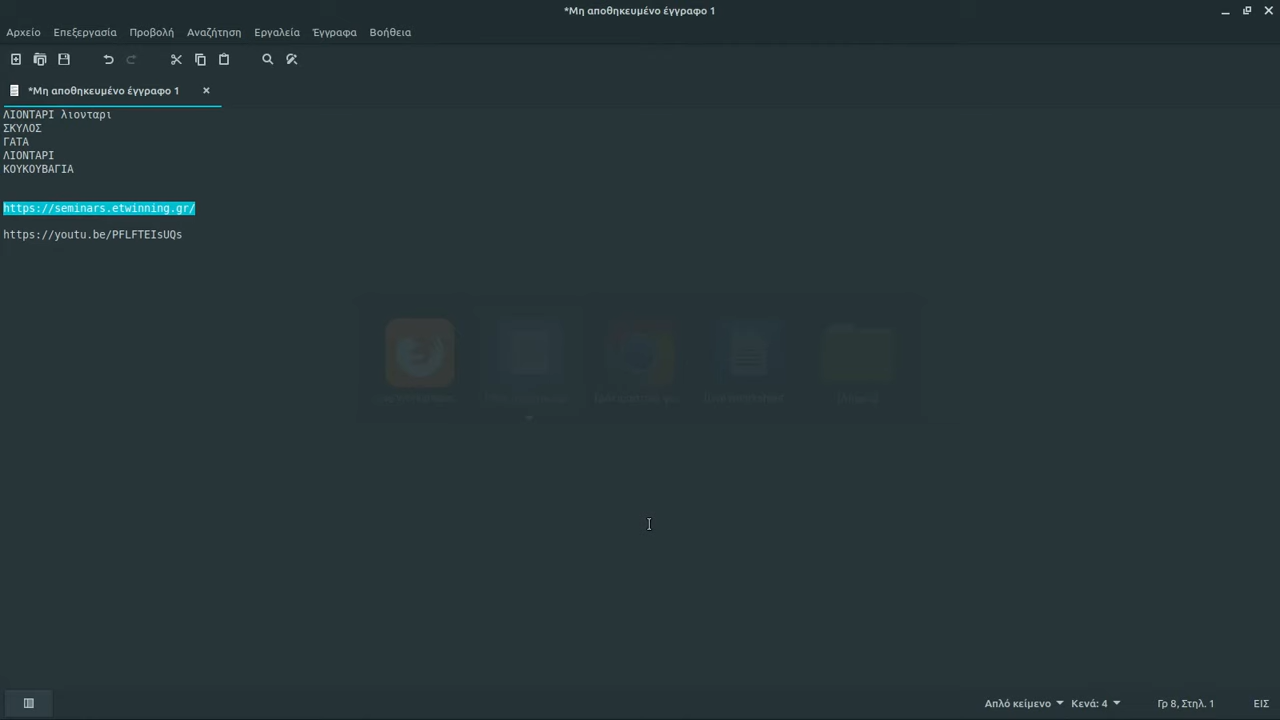 *Μη αποθηκευμένο έγγραφο 1
Αρχείο Επεξεργασία Προβολή Αναζήτηση Εργαλεία Έγγραφα Βοήθεια
*Μη αποθηκευμένο έγγραφο 1
ΛΙΟΝΤΑΡΙ λιονταρι
ΣΚΥΛΟΣ
ΓΑΤΑ
ΛΙΟΝΤΑΡΙ
ΚΟΥΚΟΥΒΑΓΙΑ
https://seminars.etwinning.gr/
https://youtu.be/PFLFTEIsUQs
Απλό κείμενο Κενά: 4 Γρ 8, Στηλ. 1 ΕΙΣ